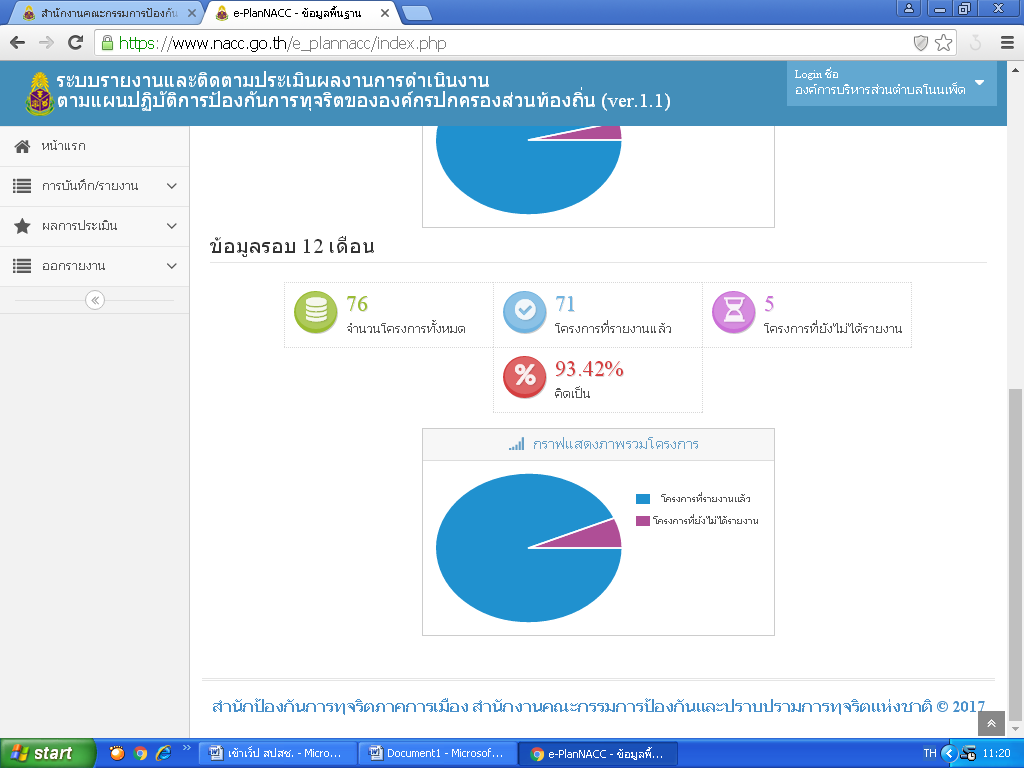 สำนักงานคณะกรรมการป้องกัน
e-PlanNACC - ข้อมูลพื้นฐาน
https://www.nacc.go.th/e_plannacc/index.php
ระบบรายงานและติดตามประเมินผลงานการดำเนินงาน
ตามแผนปฏิบัติการป้องกันการทุจริตขององค์กรปกครองส่วนท้องถิ่น (ver.1.1)
Login ชื่อ
องค์การบริหารส่วนตำบลโนนเพ็ด
หน้าแรก
การบันทึก/รายงาน
ผลการประเมิน
ออกรายงาน
ข้อมูลรอบ 12 เดือน
76
จำนวนโครงการทั้งหมด
71
โครงการที่รายงานแล้ว
5
โครงการที่ยังไม่ได้รายงาน
93.42%
คิดเป็น
กราฟแสดงภาพรวมโครงการ
โครงการที่รายงานแล้ว
โครงการที่ยังไม่ได้รายงาน
สำนักป้องกันการทุจริตภาคการเมือง สำนักงานคณะกรรมการป้องกันและปราบปรามการทุจริตแห่งชาติ © 2017
start
เข้าเว็ป สปสช. - Micro...
Document1 - Microsof...
e-PlanNACC - ข้อมูลพื้...
TH
11:20